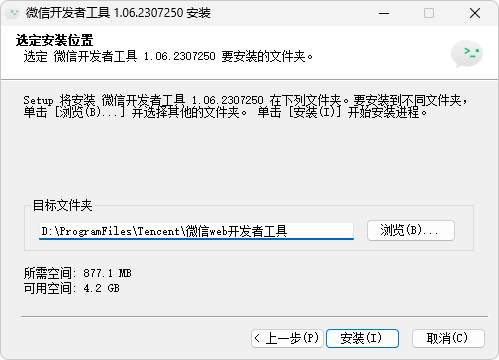 微信开发者工具 1.06.2307250 安装
选定安装位置
选定 微信开发者工具 1.06.2307250 要安装的文件夹。
Setup 将安装 微信开发者工具 1.06.2307250 在下列文件夹。要安装到不同文件夹，
单击 [浏览(B)...] 并选择其他的文件夹。 单击 [安装(I)] 开始安装进程。
目标文件夹
D:\ProgramFiles\Tencent\微信web开发者工具
浏览(B)...
所需空间: 877.1 MB
可用空间: 4.2 GB
< 上一步(P) 安装(I) 取消(C)